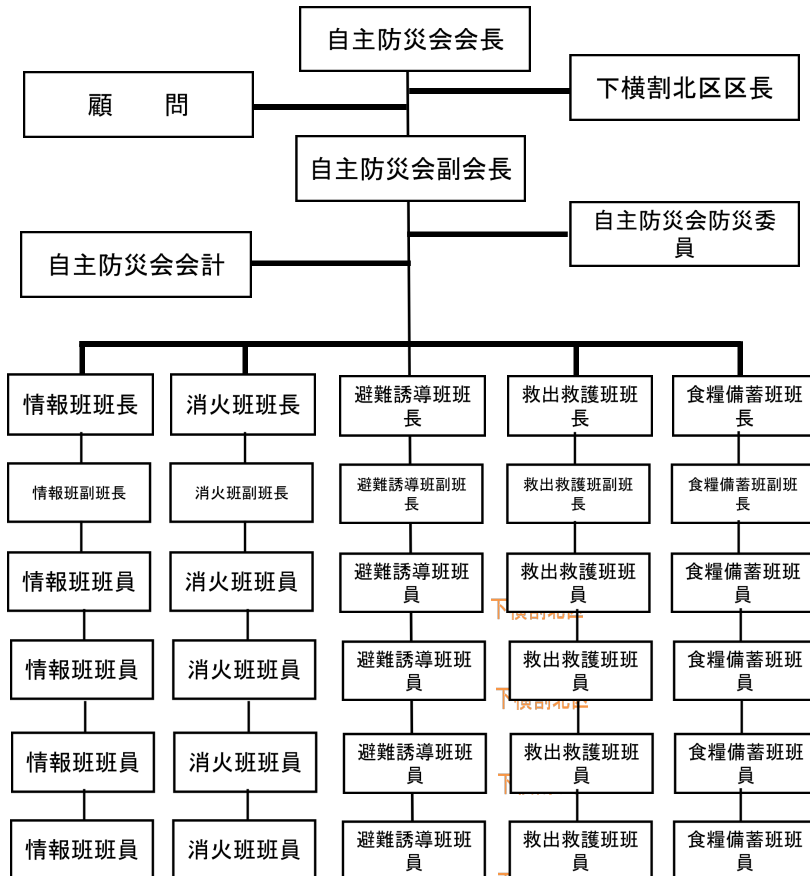 自主防災会会長
下横割北区区長
顧　　問
自主防災会副会長
自主防災会防災委
員
自主防災会会計
情報班班長
消火班班長
避難誘導班班
長
救出救護班班
長
食糧備蓄班班
長
情報班副班長
消火班副班長
避難誘導班副班
長
救出救護班副班
長
食糧備蓄班副班
長
情報班班員
消火班班員
避難誘導班班
員
救出救護班班
員
食糧備蓄班班
員
下横割北区
情報班班員
消火班班員
避難誘導班班
員
救出救護班班
員
食糧備蓄班班
員
下横割北区
情報班班員
消火班班員
避難誘導班班
員
救出救護班班
員
食糧備蓄班班
員
情報班班員
消火班班員
避難誘導班班
員
救出救護班班
員
食糧備蓄班班
員